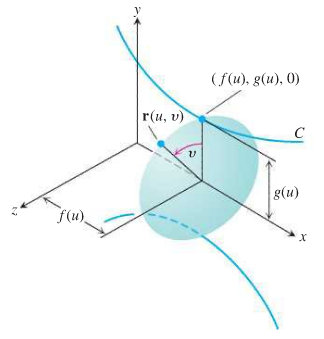 y
(f(u), g(u), 0)
r(u, v)
C
v
g(u)
z
f(u)
x